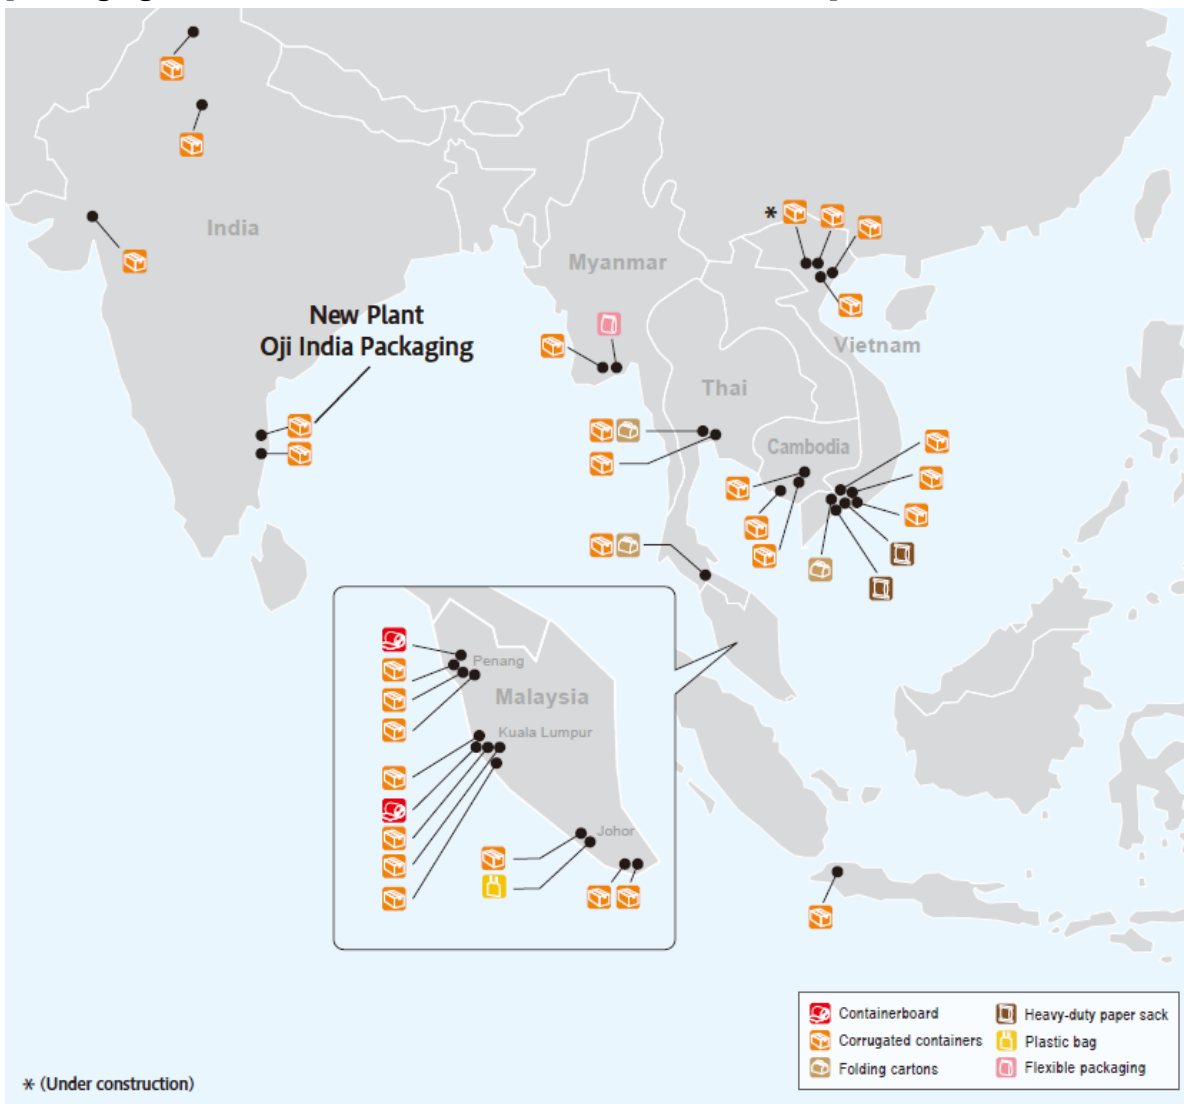 India
Myanmar
New Plant
Oji India Packaging
*
Vietnam
Thai
Cambodia
Penang
Malaysia
Kuala Lumpur
Johor
Containerboard
Corrugated containers
Folding cartons
Heavy-duty paper sack
Plastic bag
Flexible packaging
* (Under construction)